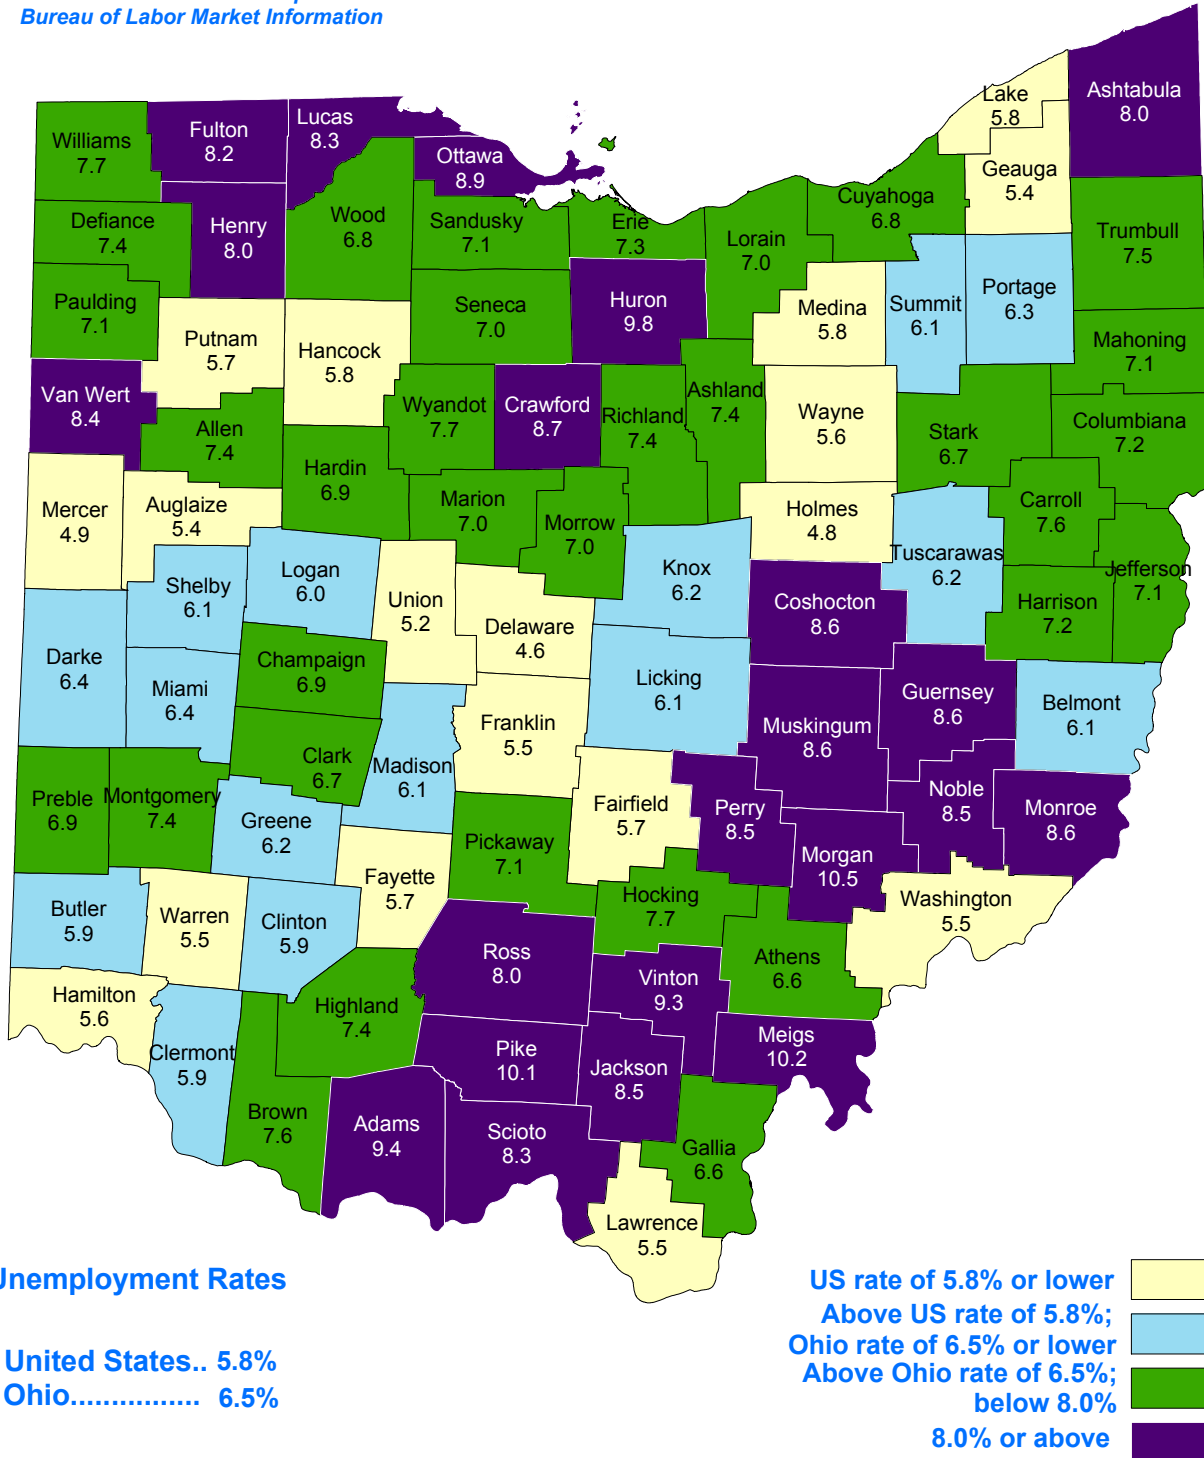 Bureau of Labor Market Information
Ashtabula
8.0
Lake
5.8
Lucas
8.3
Fulton
8.2
Williams
7.7
Ottawa
8.9
Geauga
5.4
Cuyahoga
6.8
Wood
6.8
Sandusky
7.1
Erie
7.3
Defiance
7.4
Henry
8.0
Lorain
7.0
Trumbull
7.5
Portage
6.3
Summit
6.1
Medina
5.8
Huron
9.8
Seneca
7.0
Paulding
7.1
Putnam
5.7
Hancock
5.8
Mahoning
7.1
Van Wert
8.4
Wyandot
7.7
Crawford
8.7
Richland
7.4
Ashland
7.4
Wayne
5.6
Stark
6.7
Columbiana
7.2
Allen
7.4
Hardin
6.9
Mercer
4.9
Auglaize
5.4
Marion
7.0
Morrow
7.0
Holmes
4.8
Carroll
7.6
Tuscarawas
6.2
Jefferson
7.1
Shelby
6.1
Logan
6.0
Union
5.2
Knox
6.2
Coshocton
8.6
Harrison
7.2
Delaware
4.6
Darke
6.4
Miami
6.4
Champaign
6.9
Licking
6.1
Guernsey
8.6
Belmont
6.1
Muskingum
8.6
Franklin
5.5
Clark
6.7
Madison
6.1
Preble
6.9
Montgomery
7.4
Greene
6.2
Fairfield
5.7
Perry
8.5
Noble
8.5
Monroe
8.6
Pickaway
7.1
Morgan
10.5
Fayette
5.7
Hocking
7.7
Washington
5.5
Butler
5.9
Warren
5.5
Clinton
5.9
Ross
8.0
Athens
6.6
Vinton
9.3
Hamilton
5.6
Highland
7.4
Clermont
5.9
Pike
10.1
Jackson
8.5
Meigs
10.2
Brown
7.6
Adams
9.4
Scioto
8.3
Gallia
6.6
Lawrence
5.5
Unemployment Rates
United States.. 5.8%
Ohio................ 6.5%
US rate of 5.8% or lower
Above US rate of 5.8%;
Ohio rate of 6.5% or lower
Above Ohio rate of 6.5%;
below 8.0%
8.0% or above